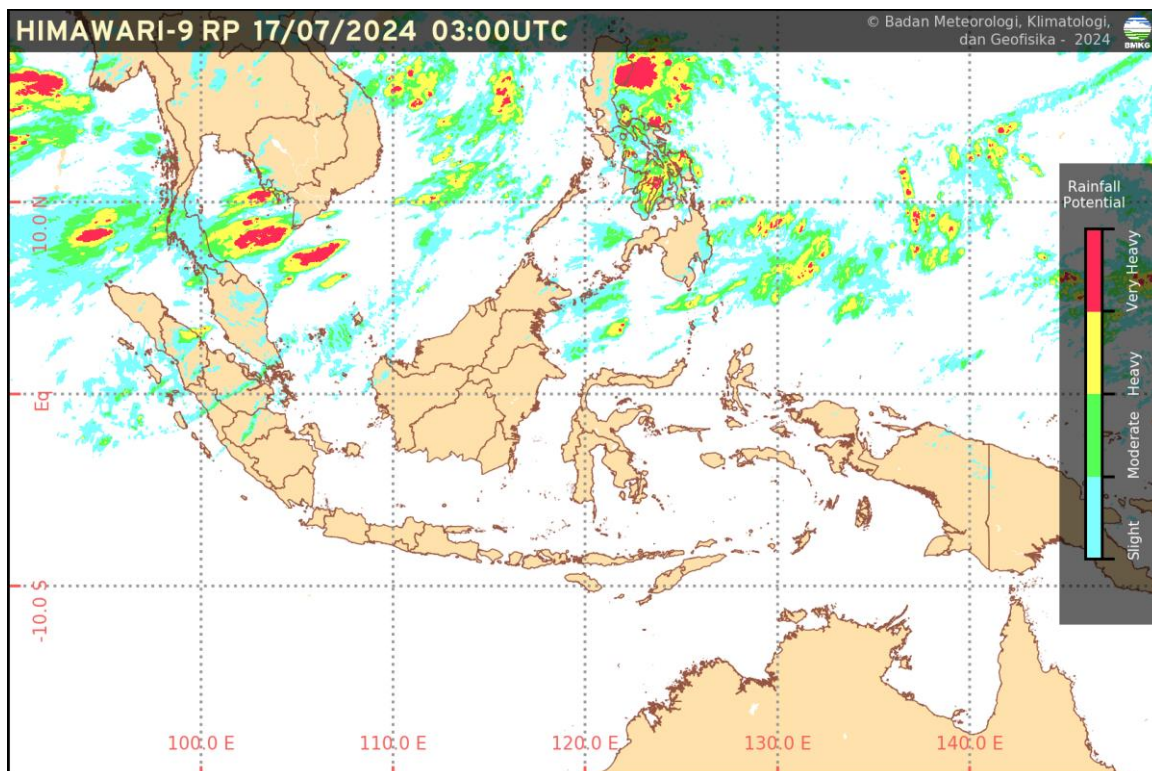 HIMAWARI-9 RP 17/07/2024 03:00UTC
© Badan Meteorologi, Klimatologi,
dan Geofisika - 2024
BMKG
Rainfall
Potential
Very Heavy
Heavy
Moderate
Slight
10.0 N
Eq
-10.0 S
100.0 E
110.0 E
120.0 E
130.0 E
140.0 E